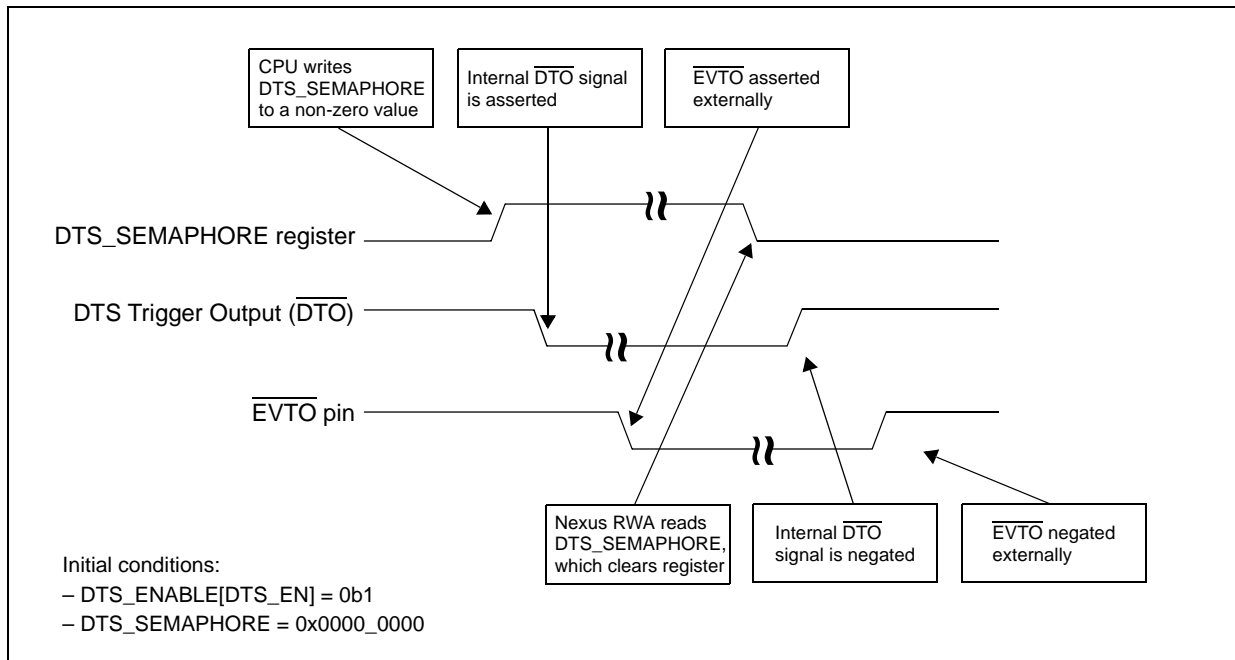 CPU writes
DTS_SEMAPHORE
to a non-zero value
Internal DTO signal
is asserted
EVTO asserted
externally
DTS_SEMAPHORE register
DTS Trigger Output (DTO)
EVTO pin
Nexus RWA reads
DTS_SEMAPHORE,
which clears register
Internal DTO
signal is negated
EVTO negated
externally
Initial conditions:
– DTS_ENABLE[DTS_EN] = 0b1
– DTS_SEMAPHORE = 0x0000_0000